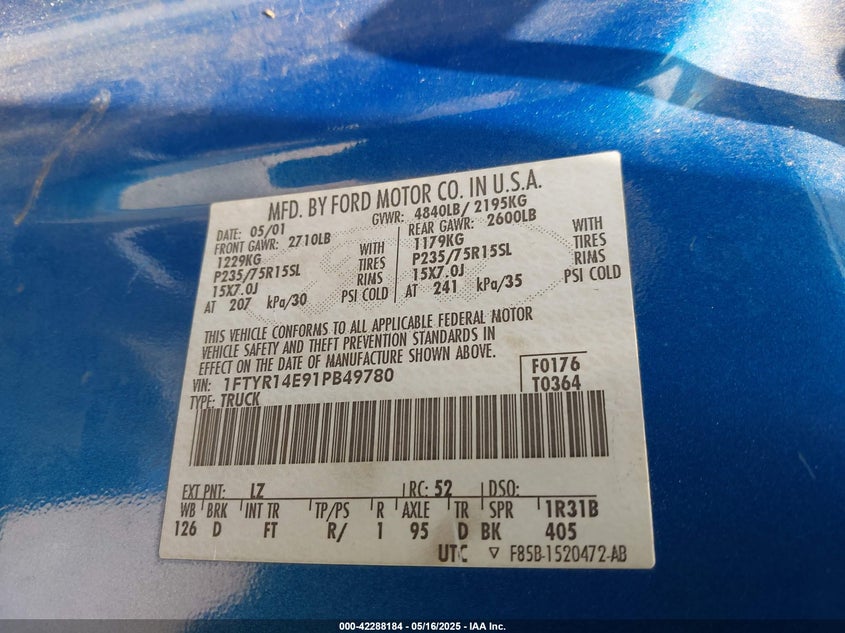 MFD. BY FORD MOTOR CO. IN U.S.A.
DATE: 05/01 GVWR: 4840LB/ 2195KG
FRONT GAWR: 2710LB REAR GAWR: 2600LB
1229KG WITH 1179KG WITH
P235/75R15SL TIRES P235/75R15SL TIRES
15X7.0J RIMS 15X7.0J RIMS
AT 207 kPa/30 PSI COLD AT 241 kPa/35 PSI COLD
THIS VEHICLE CONFORMS TO ALL APPLICABLE FEDERAL MOTOR
VEHICLE SAFETY AND THEFT PREVENTION STANDARDS IN
EFFECT ON THE DATE OF MANUFACTURE SHOWN ABOVE.
VIN: 1FTYR14E91PB49780 F0176
TYPE: TRUCK T0364
EXT PNT: LZ RC: 52 DSO:
WB BRK INT TR TP/PS R AXLE TR SPR 1R31B
126 D FT R/ 1 95 D BK 405
UTC ▽ F85B-1520472-AB
000-42288184 - 05/16/2025 - IAA Inc.